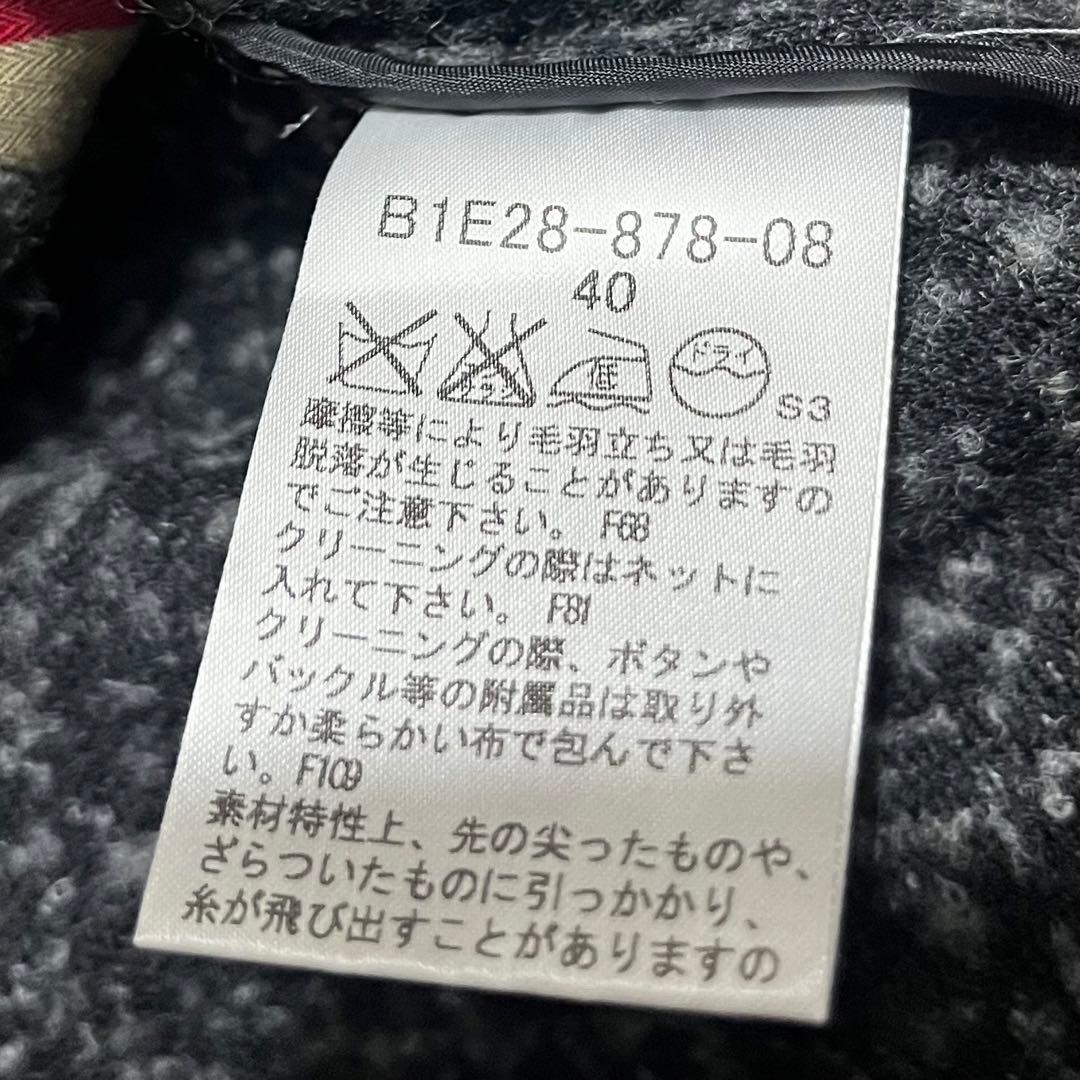 B1E28-878-08
40
エンソ サラシ 低 ドライ S3
摩擦等により毛羽立ち又は毛羽
脱落が生じることがありますの
でご注意下さい。 F68
クリーニングの際はネットに
入れて下さい。 F81
クリーニングの際、ボタンや
バックル等の附属品は取り外
すか柔らかい布で包んで下さ
い。F109
素材特性上、先の尖ったものや、
ざらついたものに引っかかり、
糸が飛び出すことがありますの